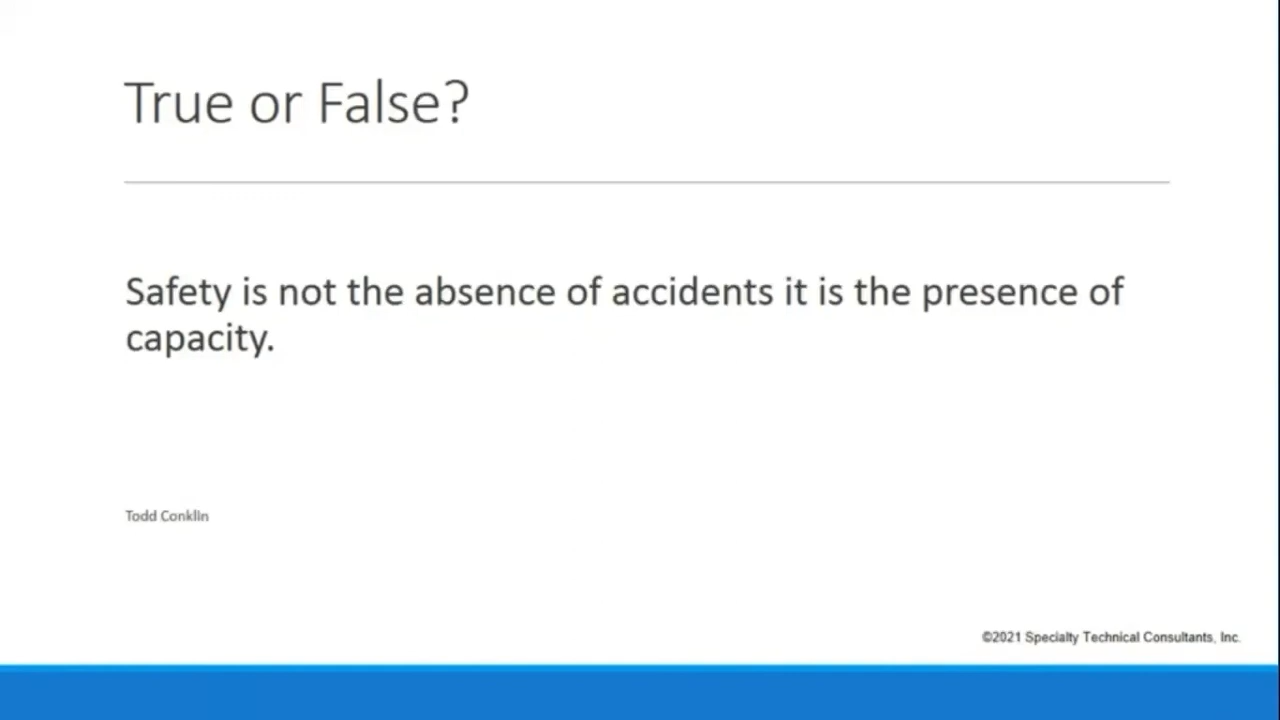 True or False?
Safety is not the absence of accidents it is the presence of
capacity.
Todd Conklin
©2021 Specialty Technical Consultants, Inc.